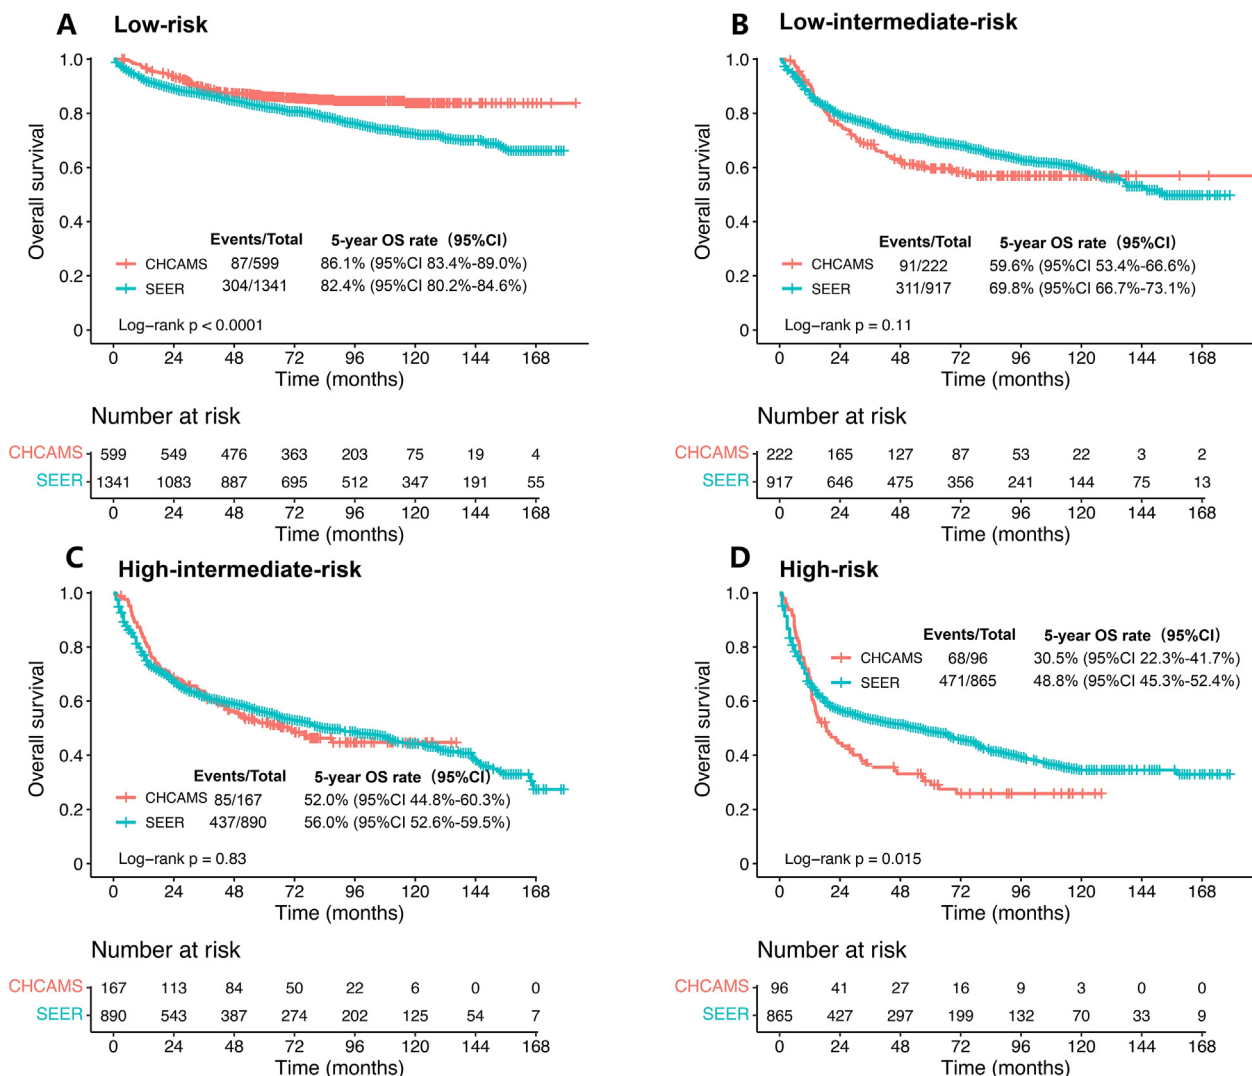 A Low-risk
Overall survival
1.0
0.8
0.6
0.4
0.2
0
Events/Total 5-year OS rate (95%CI)
CHCAMS 87/599 86.1% (95%CI 83.4%-89.0%)
SEER 304/1341 82.4% (95%CI 80.2%-84.6%)
Log-rank p < 0.0001
0 24 48 72 96 120 144 168
Time (months)
Number at risk
CHCAMS 599 549 476 363 203 75 19 4
SEER 1341 1083 887 695 512 347 191 55
0 24 48 72 96 120 144 168
Time (months)
B Low-intermediate-risk
Overall survival
1.0
0.8
0.6
0.4
0.2
0
Events/Total 5-year OS rate (95%CI)
CHCAMS 91/222 59.6% (95%CI 53.4%-66.6%)
SEER 311/917 69.8% (95%CI 66.7%-73.1%)
Log-rank p = 0.11
0 24 48 72 96 120 144 168
Time (months)
Number at risk
CHCAMS 222 165 127 87 53 22 3 2
SEER 917 646 475 356 241 144 75 13
0 24 48 72 96 120 144 168
Time (months)
C High-intermediate-risk
Overall survival
1.0
0.8
0.6
0.4
0.2
0
Events/Total 5-year OS rate (95%CI)
CHCAMS 85/167 52.0% (95%CI 44.8%-60.3%)
SEER 437/890 56.0% (95%CI 52.6%-59.5%)
Log-rank p = 0.83
0 24 48 72 96 120 144 168
Time (months)
Number at risk
CHCAMS 167 113 84 50 22 6 0 0
SEER 890 543 387 274 202 125 54 7
0 24 48 72 96 120 144 168
Time (months)
D High-risk
Overall survival
1.0
0.8
0.6
0.4
0.2
0
Events/Total 5-year OS rate (95%CI)
CHCAMS 68/96 30.5% (95%CI 22.3%-41.7%)
SEER 471/865 48.8% (95%CI 45.3%-52.4%)
Log-rank p = 0.015
0 24 48 72 96 120 144 168
Time (months)
Number at risk
CHCAMS 96 41 27 16 9 3 0 0
SEER 865 427 297 199 132 70 33 9
0 24 48 72 96 120 144 168
Time (months)